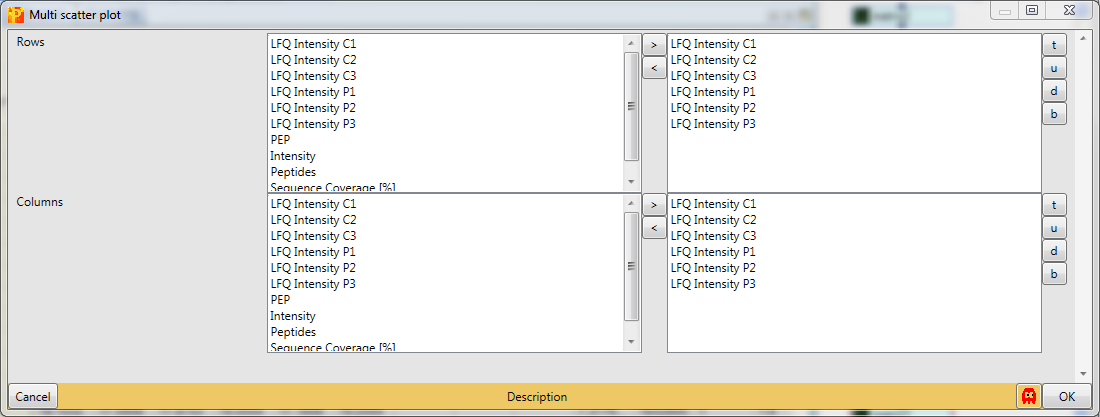 Multi scatter plot
Rows
LFQ Intensity C1
LFQ Intensity C2
LFQ Intensity C3
LFQ Intensity P1
LFQ Intensity P2
LFQ Intensity P3
PEP
Intensity
Peptides
Sequence Coverage [%]
>
<
LFQ Intensity C1
LFQ Intensity C2
LFQ Intensity C3
LFQ Intensity P1
LFQ Intensity P2
LFQ Intensity P3
t
u
d
b
Columns
LFQ Intensity C1
LFQ Intensity C2
LFQ Intensity C3
LFQ Intensity P1
LFQ Intensity P2
LFQ Intensity P3
PEP
Intensity
Peptides
Sequence Coverage [%]
>
<
LFQ Intensity C1
LFQ Intensity C2
LFQ Intensity C3
LFQ Intensity P1
LFQ Intensity P2
LFQ Intensity P3
t
u
d
b
Cancel
Description
OK